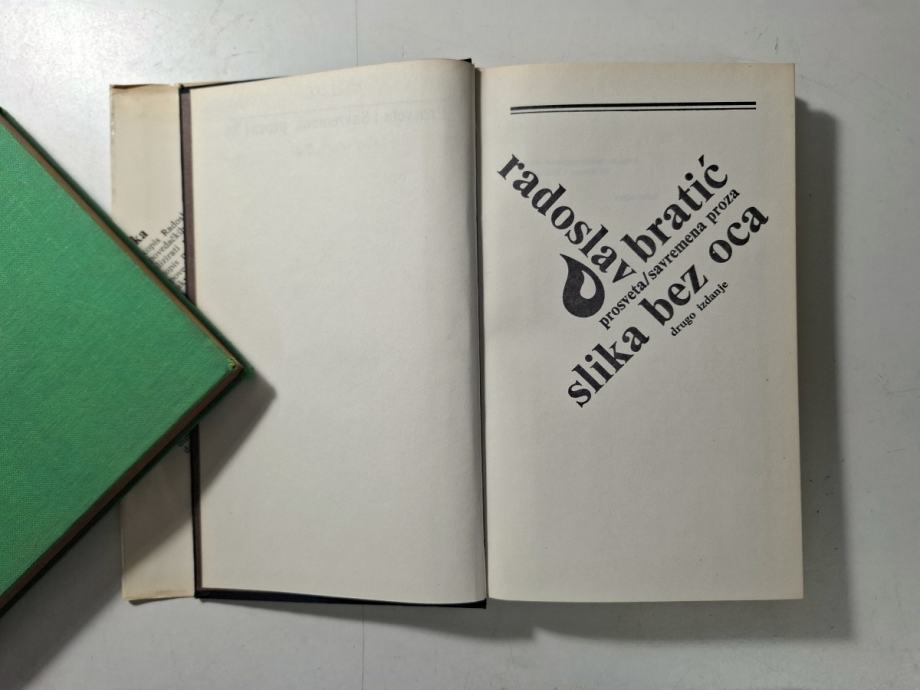 radoslav
bratić
prosveta/savremena proza
slika bez oca
drugo izdanje